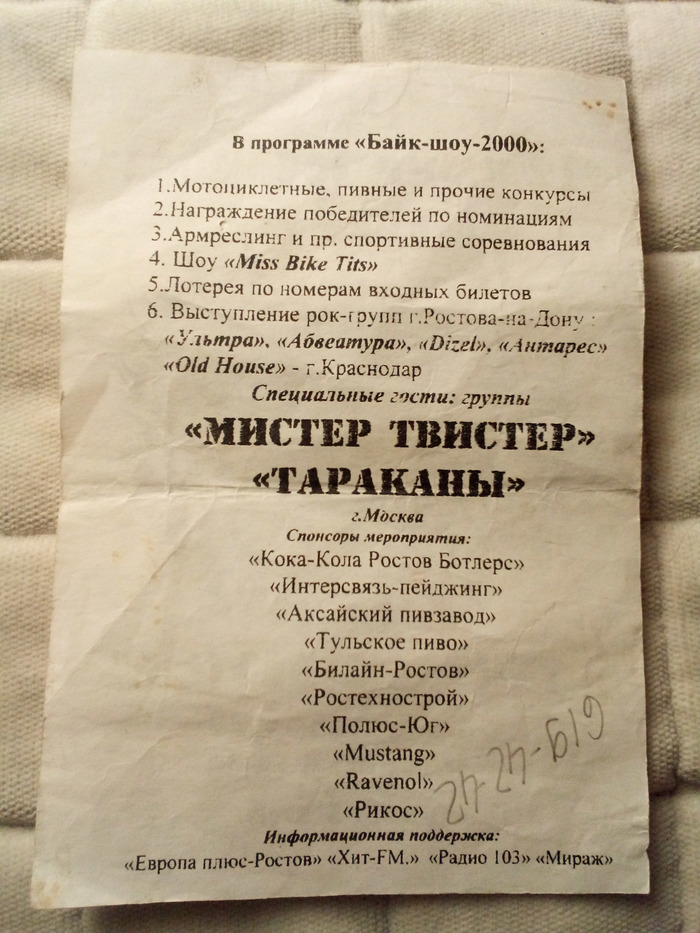 В программе «Байк-шоу-2000»:
1.Мотоциклетные, пивные и прочие конкурсы
2.Награждение победителей по номинациям
3.Армреслинг и пр. спортивные соревнования
4. Шоу «Miss Bike Tits»
5.Лотерея по номерам входных билетов
6. Выступление рок-групп г.Ростова-на-Дону :
«Ультра», «Абвеатура», «Dizel», «Антарес»
«Old House» - г.Краснодар
Специальные гости: группы
«МИСТЕР ТВИСТЕР»
«ТАРАКАНЫ»
г.Москва
Спонсоры мероприятия:
«Кока-Кола Ростов Ботлерс»
«Интерсвязь-пейджинг»
«Аксайский пивзавод»
«Тульское пиво»
«Билайн-Ростов»
«Ростехнострой»
«Полюс-Юг»
«Mustang»
«Ravenol»
«Рикос»
Информационная поддержка:
«Европа плюс-Ростов» «Хит-FM.» «Радио 103» «Мираж»